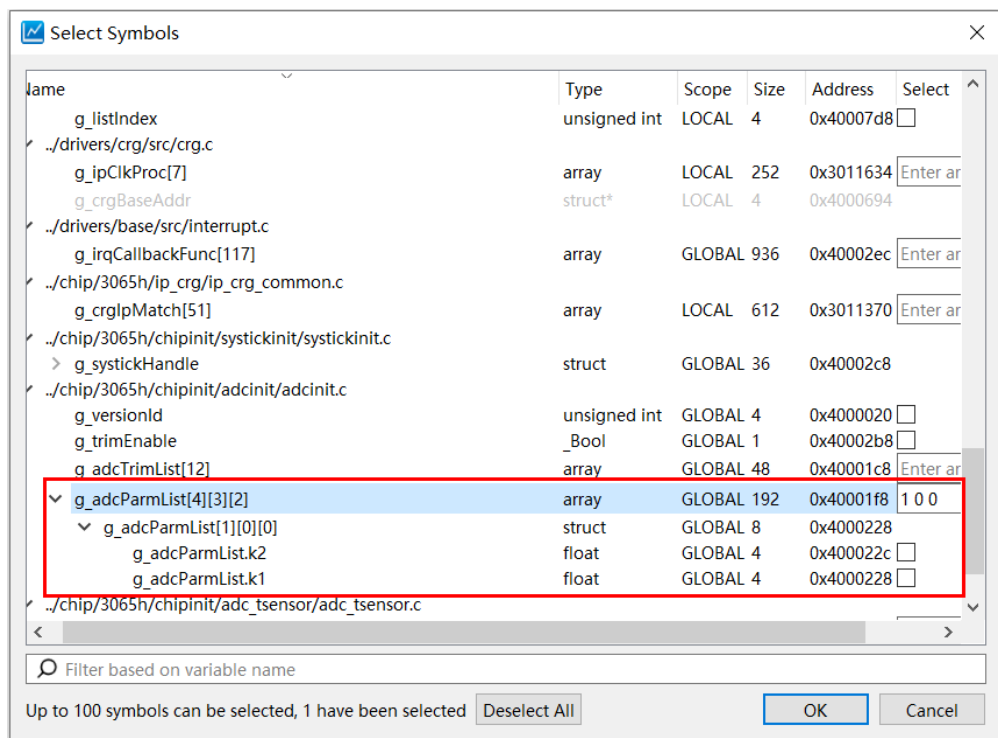 Select Symbols
Name Type Scope Size Address Select
g_listIndex unsigned int LOCAL 4 0x40007d8
../drivers/crg/src/crg.c
g_ipClkProc[7] array LOCAL 252 0x3011634 Enter ar
g_crgBaseAddr struct* LOCAL 4 0x4000694
../drivers/base/src/interrupt.c
g_irqCallbackFunc[117] array GLOBAL 936 0x40002ec Enter ar
../chip/3065h/ip_crg/ip_crg_common.c
g_crgIpMatch[51] array LOCAL 612 0x3011370 Enter ar
../chip/3065h/chipinit/systickinit/systickinit.c
g_systickHandle struct GLOBAL 36 0x40002c8
../chip/3065h/chipinit/adcinit/adcinit.c
g_versionId unsigned int GLOBAL 4 0x4000020
g_trimEnable _Bool GLOBAL 1 0x40002b8
g_adcTrimList[12] array GLOBAL 48 0x40001c8 Enter ar
g_adcParmList[4][3][2] array GLOBAL 192 0x40001f8 1 0 0
g_adcParmList[1][0][0] struct GLOBAL 8 0x4000228
g_adcParmList.k2 float GLOBAL 4 0x400022c
g_adcParmList.k1 float GLOBAL 4 0x4000228
../chip/3065h/chipinit/adc_tsensor/adc_tsensor.c
Filter based on variable name
Up to 100 symbols can be selected, 1 have been selected Deselect All OK Cancel